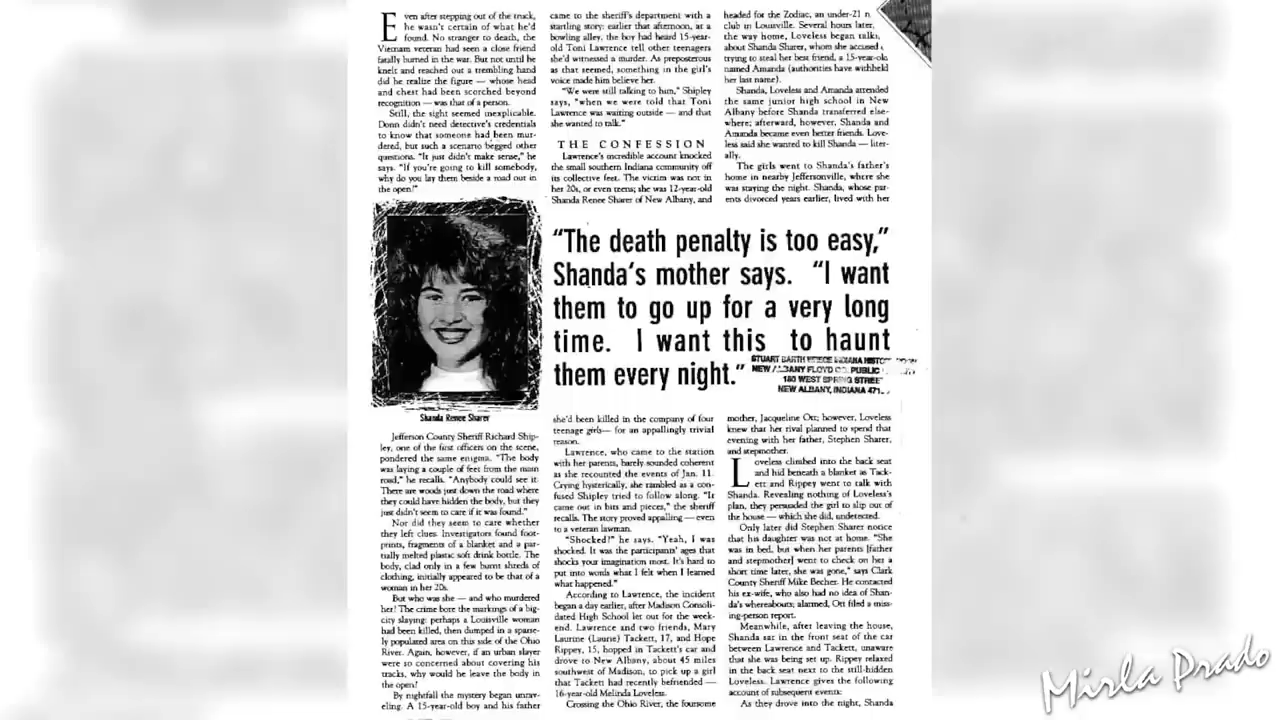 Even after stepping out of the truck,
he wasn't certain of what he'd
found. No stranger to death, the
Vietnam veteran had seen a close friend
fatally burned in the war. But not until he
knelt and reached out a trembling hand
did he realize the figure — whose head
and chest had been scorched beyond
recognition — was that of a person.
Still, the sight seemed inexplicable.
Donn didn't need detective's credentials
to know that someone had been mur-
dered, but such a scenario begged other
questions. "It just didn't make sense," he
says. "If you're going to kill somebody,
why do you lay them beside a road out in
the open?"
Shanda Renee Sharer
Jefferson County Sheriff Richard Ship-
ley, one of the first officers on the scene,
pondered the same enigma. "The body
was laying a couple of feet from the main
road," he recalls. "Anybody could see it.
There are woods just down the road where
they could have hidden the body, but they
just didn't seem to care if it was found."
Nor did they seem to care whether
they left clues. Investigators found foot-
prints, fragments of a blanket and a par-
tially melted plastic soft drink bottle. The
body, clad only in a few burnt shreds of
clothing, initially appeared to be that of a
woman in her 20s.
But who was she — and who murdered
her? The crime bore the markings of a big-
city slaying: perhaps a Louisville woman
had been killed, then dumped in a sparse-
ly populated area on this side of the Ohio
River. Again, however, if an urban slayer
were so concerned about covering his
tracks, why would he leave the body in
the open?
By nightfall the mystery began unrav-
eling. A 15-year-old boy and his father
came to the sheriff's department with a
startling story: earlier that afternoon, at a
bowling alley, the boy had heard 15-year-
old Toni Lawrence tell other teenagers
she'd witnessed a murder. As preposterous
as that seemed, something in the girl's
voice made him believe her.
"We were still talking to him," Shipley
says, "when we were told that Toni
Lawrence was waiting outside — and that
she wanted to talk."
THE CONFESSION
Lawrence's incredible account knocked
the small southern Indiana community off
its collective feet. The victim was not in
her 20s, or even teens; she was 12-year-old
Shanda Renee Sharer of New Albany, and
"The death penalty is too easy,"
Shanda's mother says. "I want
them to go up for a very long
time. I want this to haunt
them every night."
NEW ALBANY FLOYD CO. PUBLIC
180 WEST SPRING STREET
NEW ALBANY, INDIANA 471
she'd been killed in the company of four
teenage girls— for an appallingly trivial
reason.
Lawrence, who came to the station
with her parents, barely sounded coherent
as she recounted the events of Jan. 11.
Crying hysterically, she rambled as a con-
fused Shipley tried to follow along. "It
came out in bits and pieces," the sheriff
recalls. The story proved appalling — even
to a veteran lawman.
"Shocked?" he says. "Yeah, I was
shocked. It was the participants' ages that
shocks your imagination most. It's hard to
put into words what I felt when I learned
what happened."
According to Lawrence, the incident
began a day earlier, after Madison Consoli-
dated High School let out for the week-
end. Lawrence and two friends, Mary
Laurine (Laurie) Tackett, 17, and Hope
Rippey, 15, hopped in Tackett's car and
drove to New Albany, about 45 miles
southwest of Madison, to pick up a girl
that Tackett had recently befriended —
16-year-old Melinda Loveless.
Crossing the Ohio River, the foursome
headed for the Zodiac, an under-21 n
club in Louisville. Several hours later,
the way home, Loveless began talki
about Shanda Sharer, whom she accused
trying to steal her best friend, a 15-year-old
named Amanda (authorities have withheld
her last name).
Shanda, Loveless and Amanda attended
the same junior high school in New
Albany before Shanda transferred else-
where; afterward, however, Shanda and
Amanda became even better friends. Love-
less said she wanted to kill Shanda — liter-
ally.
The girls went to Shanda's father's
home in nearby Jeffersonville, where she
was staying the night. Shanda, whose par-
ents divorced years earlier, lived with her
mother, Jacqueline Ott; however, Loveless
knew that her rival planned to spend that
evening with her father, Stephen Sharer,
and stepmother.
Loveless climbed into the back seat
and hid beneath a blanket as Tack-
ett and Rippey went to talk with
Shanda. Revealing nothing of Loveless's
plan, they persuaded the girl to slip out of
the house — which she did, undetected.
Only later did Stephen Sharer notice
that his daughter was not at home. "She
was in bed, but when her parents [father
and stepmother] went to check on her a
short time later, she was gone," says Clark
County Sheriff Mike Becher. He contacted
his ex-wife, who also had no idea of Shan-
da's whereabouts; alarmed, Ott filed a miss-
ing-person report.
Meanwhile, after leaving the house,
Shanda sat in the front seat of the car
between Lawrence and Tackett, unaware
that she was being set up. Rippey relaxed
in the back seat next to the still-hidden
Loveless. Lawrence gives the following
account of subsequent events:
As they drove into the night, Shanda
Mirla Prado